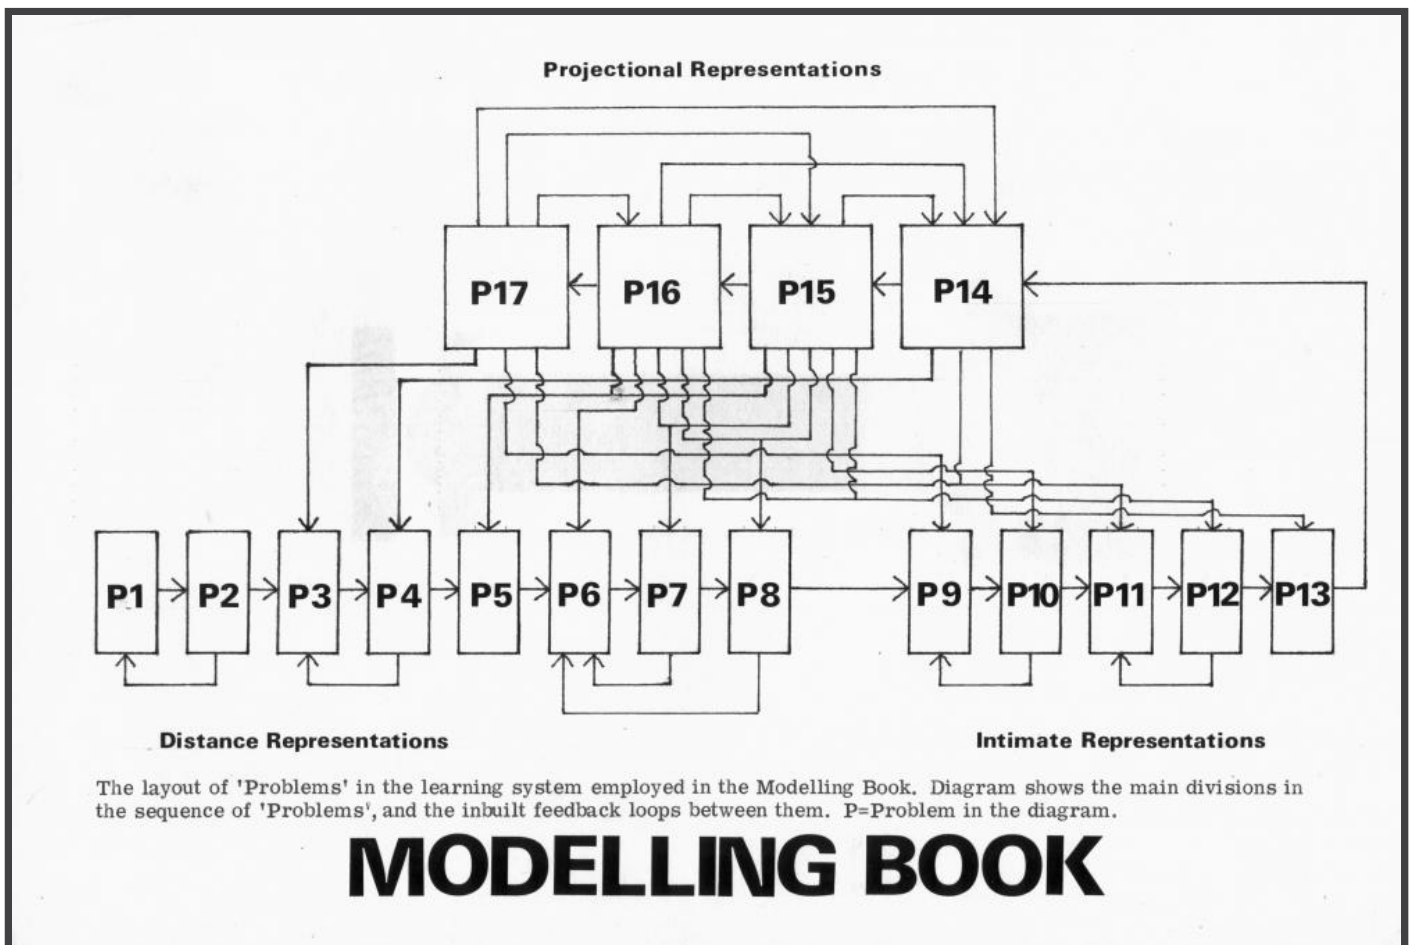 Projectional Representations
P17 P16 P15 P14
P1 P2 P3 P4 P5 P6 P7 P8 P9 P10 P11 P12 P13
Distance Representations Intimate Representations
The layout of 'Problems' in the learning system employed in the Modelling Book. Diagram shows the main divisions in
the sequence of 'Problems', and the inbuilt feedback loops between them. P=Problem in the diagram.
MODELLING BOOK